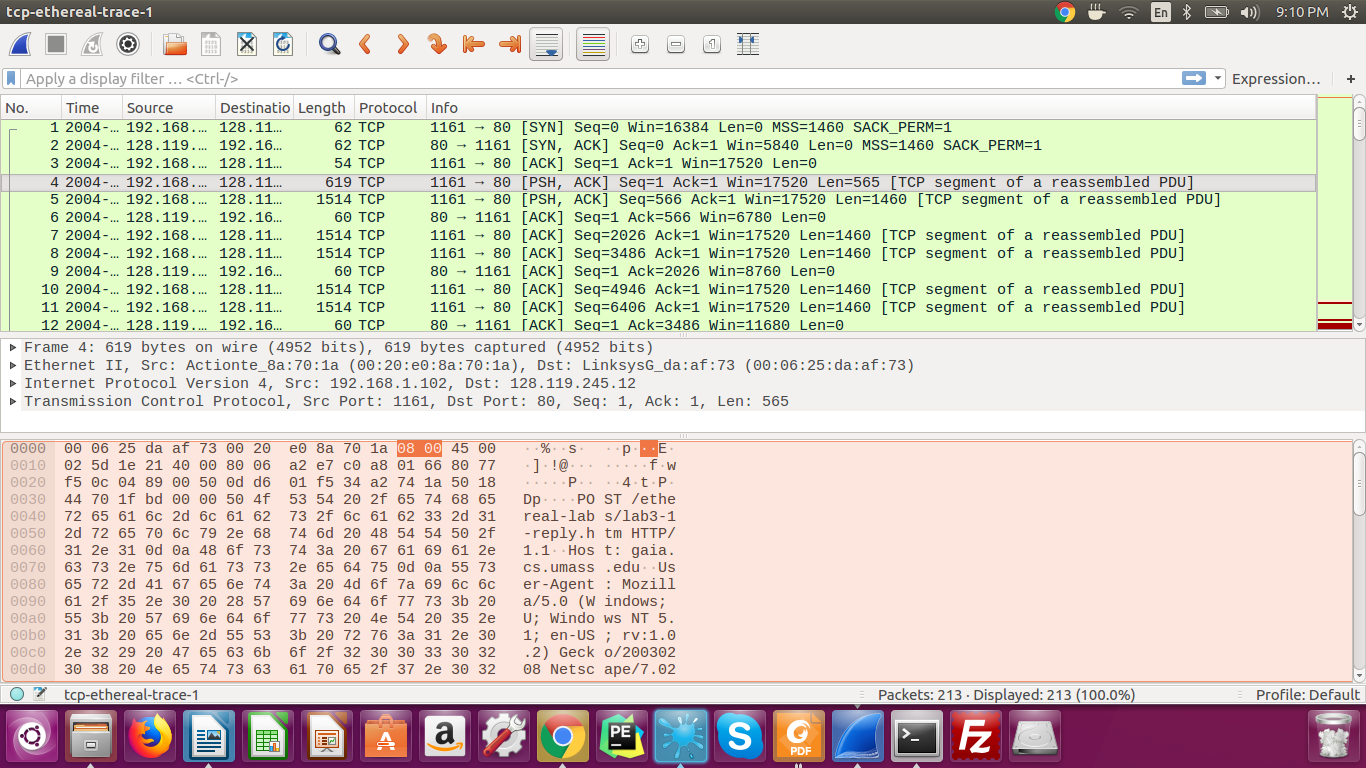 tcp-ethereal-trace-1
En 9:10 PM
Apply a display filter … <Ctrl-/> Expression… +
No. Time Source Destinatio Length Protocol Info
1 2004-… 192.168.… 128.11… 62 TCP 1161 → 80 [SYN] Seq=0 Win=16384 Len=0 MSS=1460 SACK_PERM=1
2 2004-… 128.119.… 192.16… 62 TCP 80 → 1161 [SYN, ACK] Seq=0 Ack=1 Win=5840 Len=0 MSS=1460 SACK_PERM=1
3 2004-… 192.168.… 128.11… 54 TCP 1161 → 80 [ACK] Seq=1 Ack=1 Win=17520 Len=0
4 2004-… 192.168.… 128.11… 619 TCP 1161 → 80 [PSH, ACK] Seq=1 Ack=1 Win=17520 Len=565 [TCP segment of a reassembled PDU]
5 2004-… 192.168.… 128.11… 1514 TCP 1161 → 80 [PSH, ACK] Seq=566 Ack=1 Win=17520 Len=1460 [TCP segment of a reassembled PDU]
6 2004-… 128.119.… 192.16… 60 TCP 80 → 1161 [ACK] Seq=1 Ack=566 Win=6780 Len=0
7 2004-… 192.168.… 128.11… 1514 TCP 1161 → 80 [ACK] Seq=2026 Ack=1 Win=17520 Len=1460 [TCP segment of a reassembled PDU]
8 2004-… 192.168.… 128.11… 1514 TCP 1161 → 80 [ACK] Seq=3486 Ack=1 Win=17520 Len=1460 [TCP segment of a reassembled PDU]
9 2004-… 128.119.… 192.16… 60 TCP 80 → 1161 [ACK] Seq=1 Ack=2026 Win=8760 Len=0
10 2004-… 192.168.… 128.11… 1514 TCP 1161 → 80 [ACK] Seq=4946 Ack=1 Win=17520 Len=1460 [TCP segment of a reassembled PDU]
11 2004-… 192.168.… 128.11… 1514 TCP 1161 → 80 [ACK] Seq=6406 Ack=1 Win=17520 Len=1460 [TCP segment of a reassembled PDU]
12 2004-… 128.119.… 192.16… 60 TCP 80 → 1161 [ACK] Seq=1 Ack=3486 Win=11680 Len=0
Frame 4: 619 bytes on wire (4952 bits), 619 bytes captured (4952 bits)
Ethernet II, Src: Actionte_8a:70:1a (00:20:e0:8a:70:1a), Dst: LinksysG_da:af:73 (00:06:25:da:af:73)
Internet Protocol Version 4, Src: 192.168.1.102, Dst: 128.119.245.12
Transmission Control Protocol, Src Port: 1161, Dst Port: 80, Seq: 1, Ack: 1, Len: 565
0000 00 06 25 da af 73 00 20 e0 8a 70 1a 08 00 45 00 ··%··s· ··p···E·
0010 02 5d 1e 21 40 00 80 06 a2 e7 c0 a8 01 66 80 77 ·]·!@··· ·····f·w
0020 f5 0c 04 89 00 50 0d d6 01 f5 34 a2 74 1a 50 18 ·····P·· ··4·t·P·
0030 44 70 1f bd 00 00 50 4f 53 54 20 2f 65 74 68 65 Dp····PO ST /ethe
0040 72 65 61 6c 2d 6c 61 62 73 2f 6c 61 62 33 2d 31 real-lab s/lab3-1
0050 2d 72 65 70 6c 79 2e 68 74 6d 20 48 54 54 50 2f -reply.h tm HTTP/
0060 31 2e 31 0d 0a 48 6f 73 74 3a 20 67 61 69 61 2e 1.1··Hos t: gaia.
0070 63 73 2e 75 6d 61 73 73 2e 65 64 75 0d 0a 55 73 cs.umass .edu··Us
0080 65 72 2d 41 67 65 6e 74 3a 20 4d 6f 7a 69 6c 6c er-Agent : Mozill
0090 61 2f 35 2e 30 20 28 57 69 6e 64 6f 77 73 3b 20 a/5.0 (W indows;
00a0 55 3b 20 57 69 6e 64 6f 77 73 20 4e 54 20 35 2e U; Windo ws NT 5.
00b0 31 3b 20 65 6e 2d 55 53 3b 20 72 76 3a 31 2e 30 1; en-US ; rv:1.0
00c0 2e 32 29 20 47 65 63 6b 6f 2f 32 30 30 33 30 32 .2) Geck o/200302
00d0 30 38 20 4e 65 74 73 63 61 70 65 2f 37 2e 30 32 08 Netsc ape/7.02
tcp-ethereal-trace-1 Packets: 213 · Displayed: 213 (100.0%) Profile: Default
A a PE S PDF >_ Fz